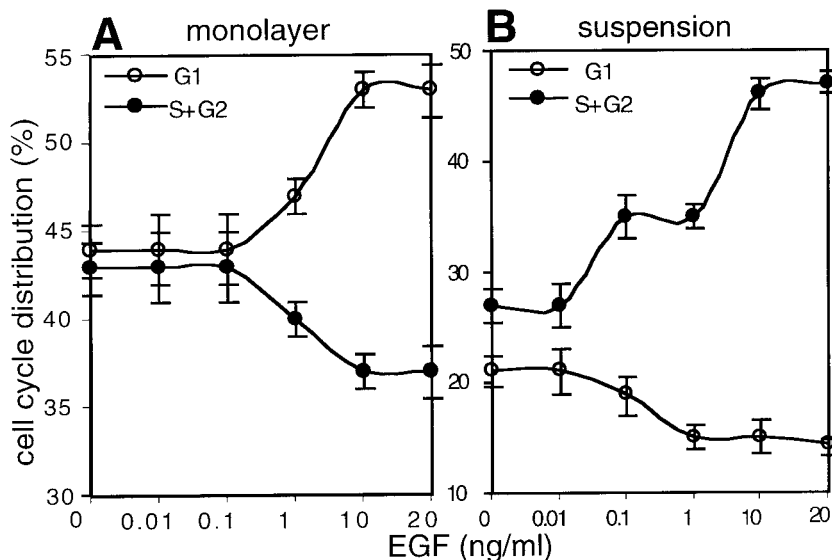 A monolayer
G1
S+G2
55
50
45
40
35
30
0 0.01 0.1 1 10 20
cell cycle distribution (%)
B suspension
G1
S+G2
50
40
30
20
10
0 0.01 0.1 1 10 20
EGF (ng/ml)